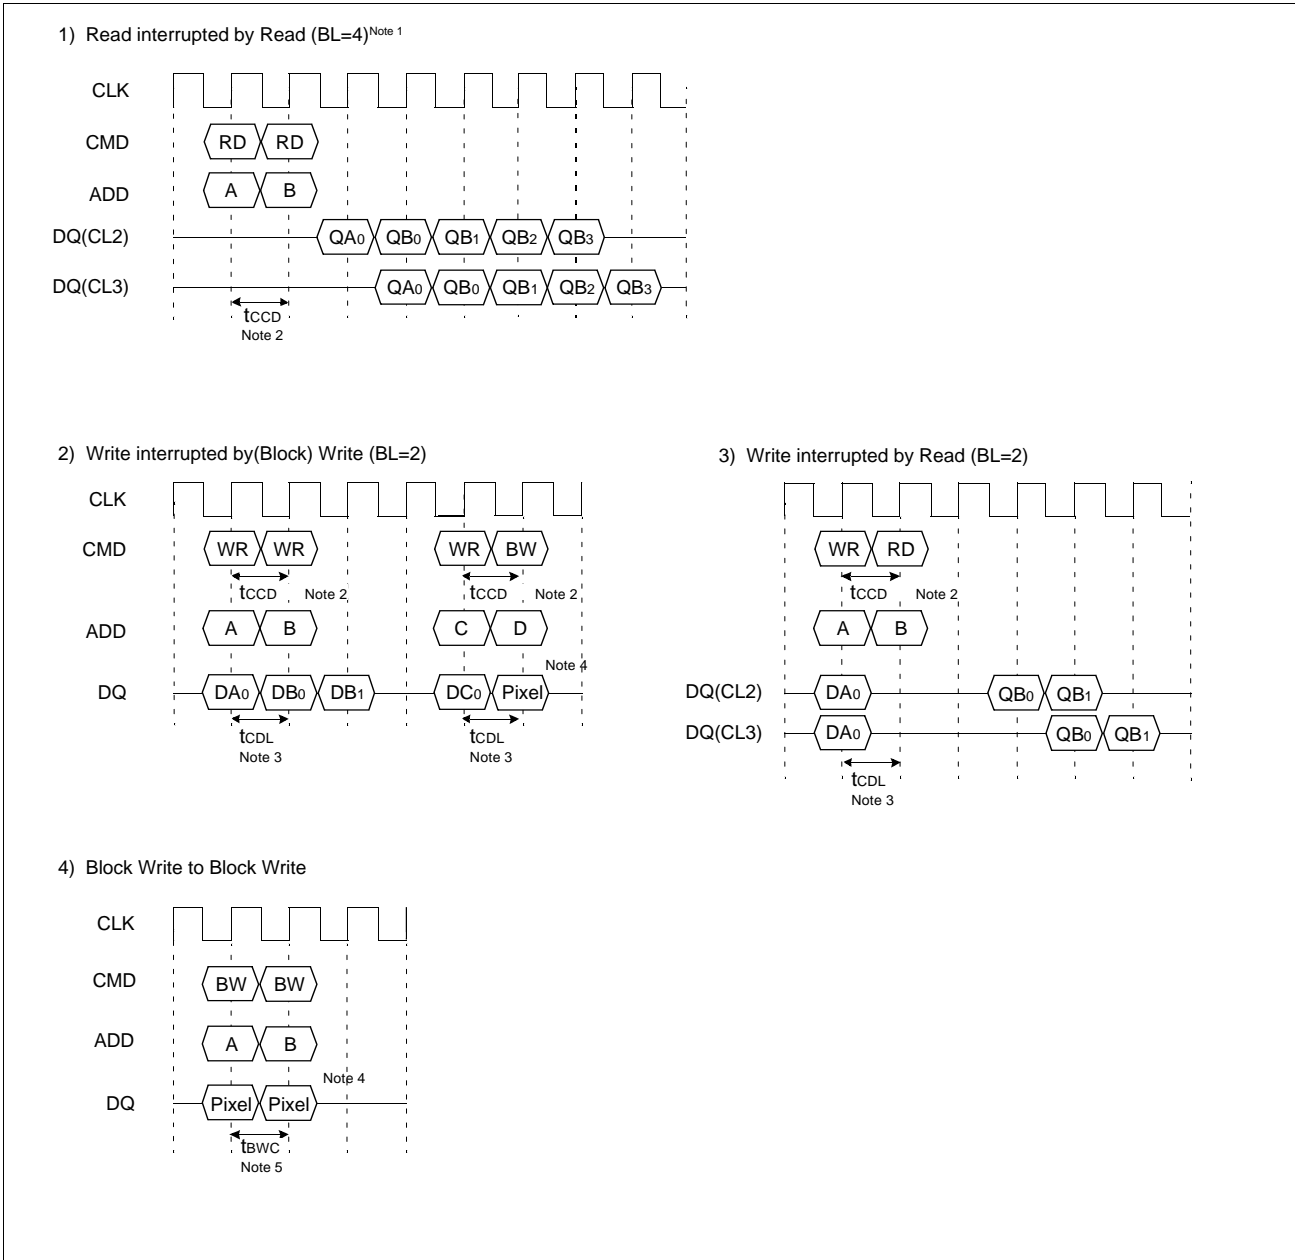 1) Read interrupted by Read (BL=4)Note 1
CLK
CMD RD RD
ADD A B
DQ(CL2) QA0 QB0 QB1 QB2 QB3
DQ(CL3) QA0 QB0 QB1 QB2 QB3
tCCD
Note 2
2) Write interrupted by(Block) Write (BL=2)
CLK
CMD WR WR WR BW
tCCD Note 2 tCCD Note 2
ADD A B C D
Note 4
DQ DA0 DB0 DB1 DC0 Pixel
tCDL tCDL
Note 3 Note 3
3) Write interrupted by Read (BL=2)
CLK
CMD WR RD
tCCD Note 2
ADD A B
DQ(CL2) DA0 QB0 QB1
DQ(CL3) DA0 QB0 QB1
tCDL
Note 3
4) Block Write to Block Write
CLK
CMD BW BW
ADD A B
Note 4
DQ Pixel Pixel
tBWC
Note 5